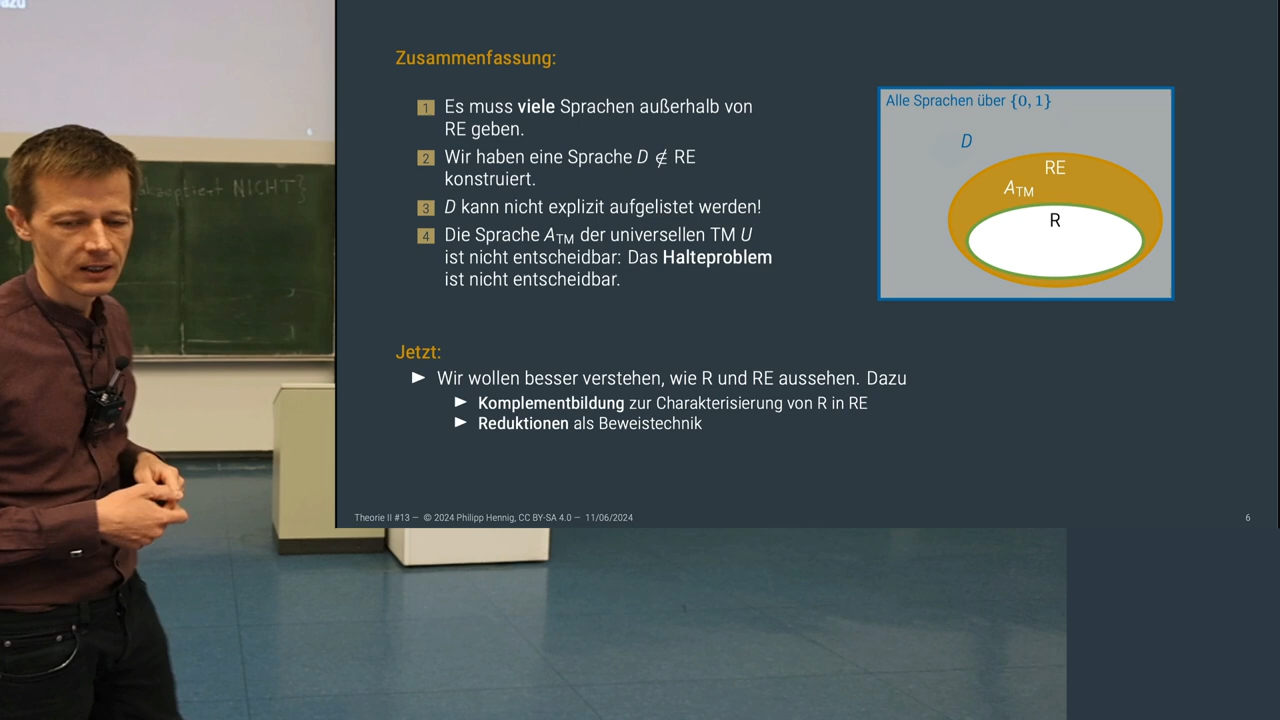 azu
akzeptiert NICHT}
Zusammenfassung:
1 Es muss viele Sprachen außerhalb von
RE geben.
2 Wir haben eine Sprache D ∉ RE
konstruiert.
3 D kann nicht explizit aufgelistet werden!
4 Die Sprache A_TM der universellen TM U
ist nicht entscheidbar: Das Halteproblem
ist nicht entscheidbar.
Alle Sprachen über {0, 1}
D
RE
A_TM
R
Jetzt:
▶ Wir wollen besser verstehen, wie R und RE aussehen. Dazu
▶ Komplementbildung zur Charakterisierung von R in RE
▶ Reduktionen als Beweistechnik
Theorie II #13 — © 2024 Philipp Hennig, CC BY-SA 4.0 — 11/06/2024
6